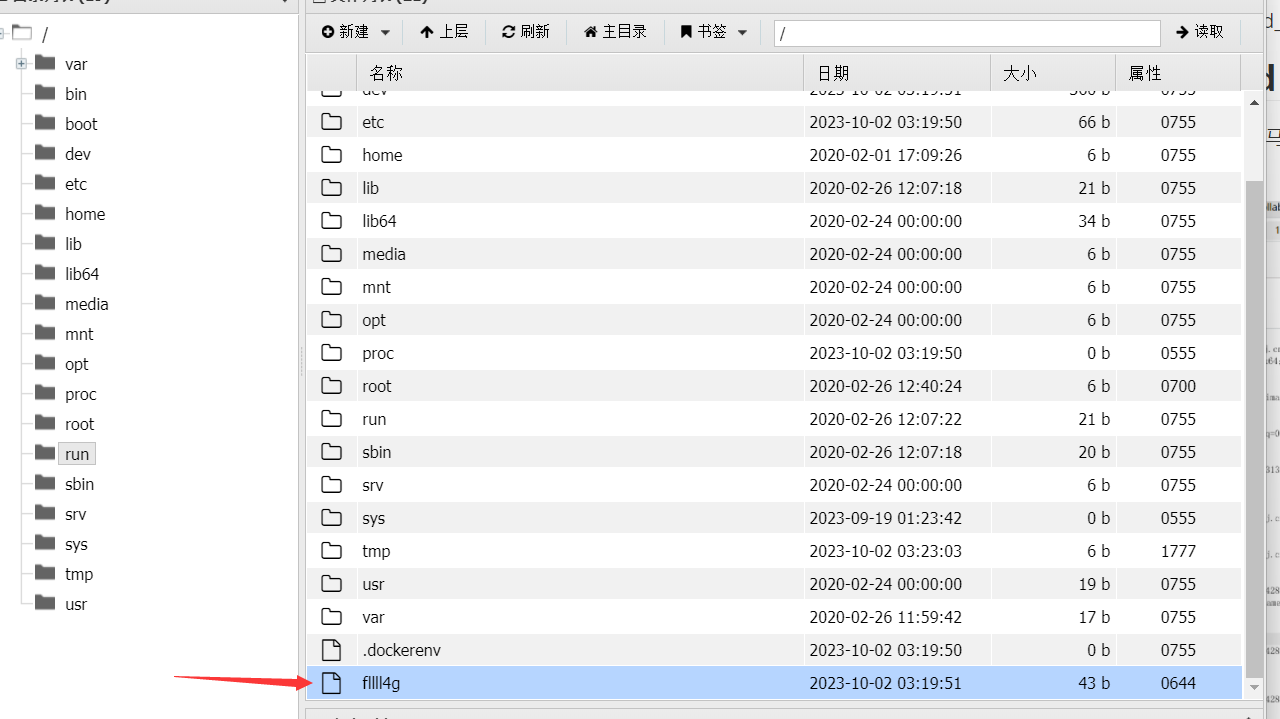 /
var
bin
boot
dev
etc
home
lib
lib64
media
mnt
opt
proc
root
run
sbin
srv
sys
tmp
usr
新建 上层 刷新 主目录 书签 / 读取
名称 日期 大小 属性
dev 2023-10-02 03:19:51 360 b 0755
etc 2023-10-02 03:19:50 66 b 0755
home 2020-02-01 17:09:26 6 b 0755
lib 2020-02-26 12:07:18 21 b 0755
lib64 2020-02-24 00:00:00 34 b 0755
media 2020-02-24 00:00:00 6 b 0755
mnt 2020-02-24 00:00:00 6 b 0755
opt 2020-02-24 00:00:00 6 b 0755
proc 2023-10-02 03:19:50 0 b 0555
root 2020-02-26 12:40:24 6 b 0700
run 2020-02-26 12:07:22 21 b 0755
sbin 2020-02-26 12:07:18 20 b 0755
srv 2020-02-24 00:00:00 6 b 0755
sys 2023-09-19 01:23:42 0 b 0555
tmp 2023-10-02 03:23:03 6 b 1777
usr 2020-02-24 00:00:00 19 b 0755
var 2020-02-26 11:59:42 17 b 0755
.dockerenv 2023-10-02 03:19:50 0 b 0755
fllll4g 2023-10-02 03:19:51 43 b 0644